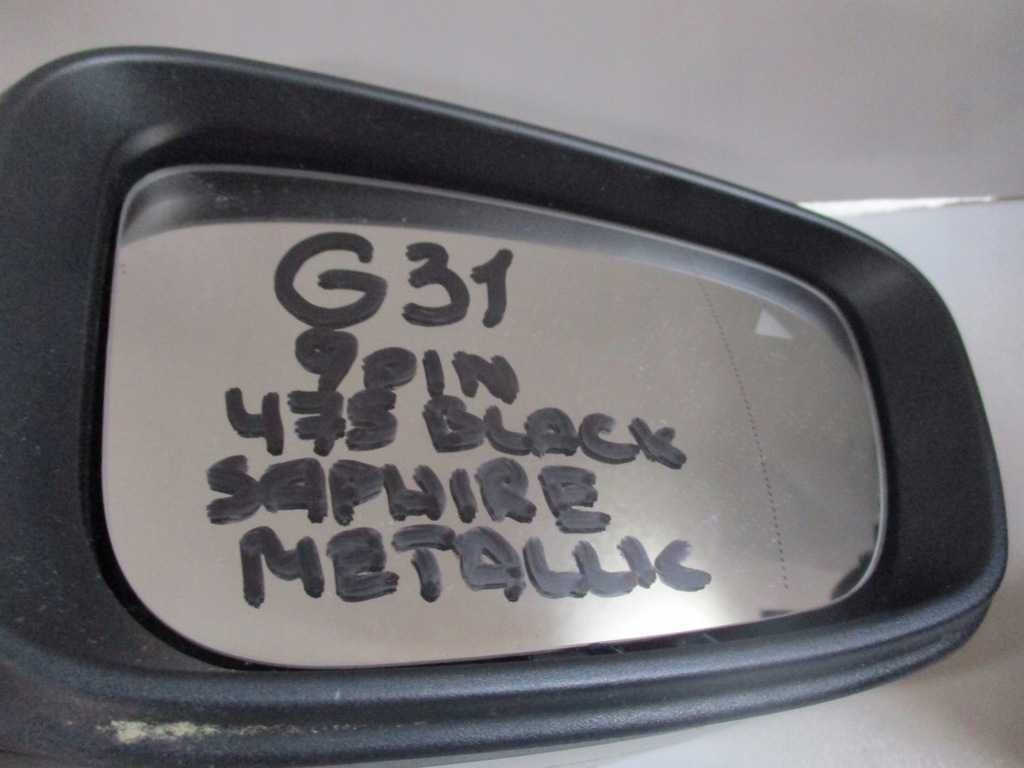 G31
9PIN
475 BLACK
SAPHIRE
METALLIC